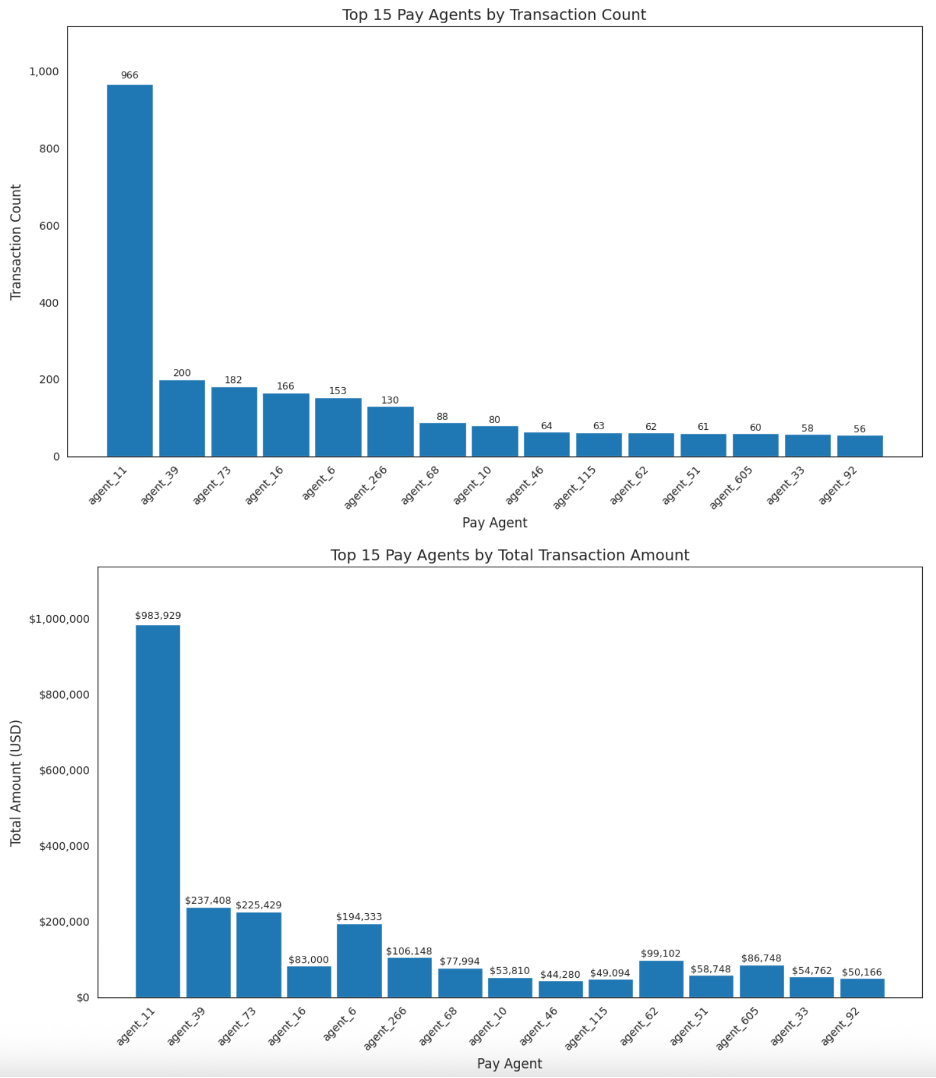 Top 15 Pay Agents by Transaction Count
Transaction Count
1,000
800
600
400
200
0
966
200
182
166
153
130
88
80
64
63
62
61
60
58
56
agent_11
agent_39
agent_73
agent_16
agent_6
agent_266
agent_68
agent_10
agent_46
agent_115
agent_62
agent_51
agent_605
agent_33
agent_92
Pay Agent
Top 15 Pay Agents by Total Transaction Amount
Total Amount (USD)
$1,000,000
$800,000
$600,000
$400,000
$200,000
$0
$983,929
$237,408
$225,429
$83,000
$194,333
$106,148
$77,994
$53,810
$44,280
$49,094
$99,102
$58,748
$86,748
$54,762
$50,166
agent_11
agent_39
agent_73
agent_16
agent_6
agent_266
agent_68
agent_10
agent_46
agent_115
agent_62
agent_51
agent_605
agent_33
agent_92
Pay Agent